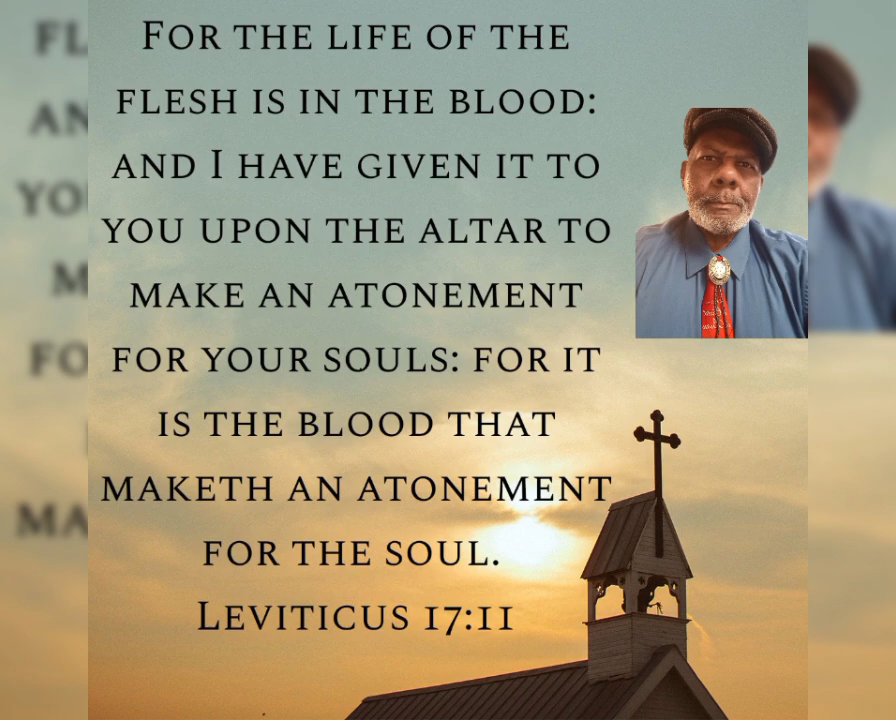 For the life of the
flesh is in the blood:
and I have given it to
you upon the altar to
make an atonement
for your souls: for it
is the blood that
maketh an atonement
for the soul.
Leviticus 17:11